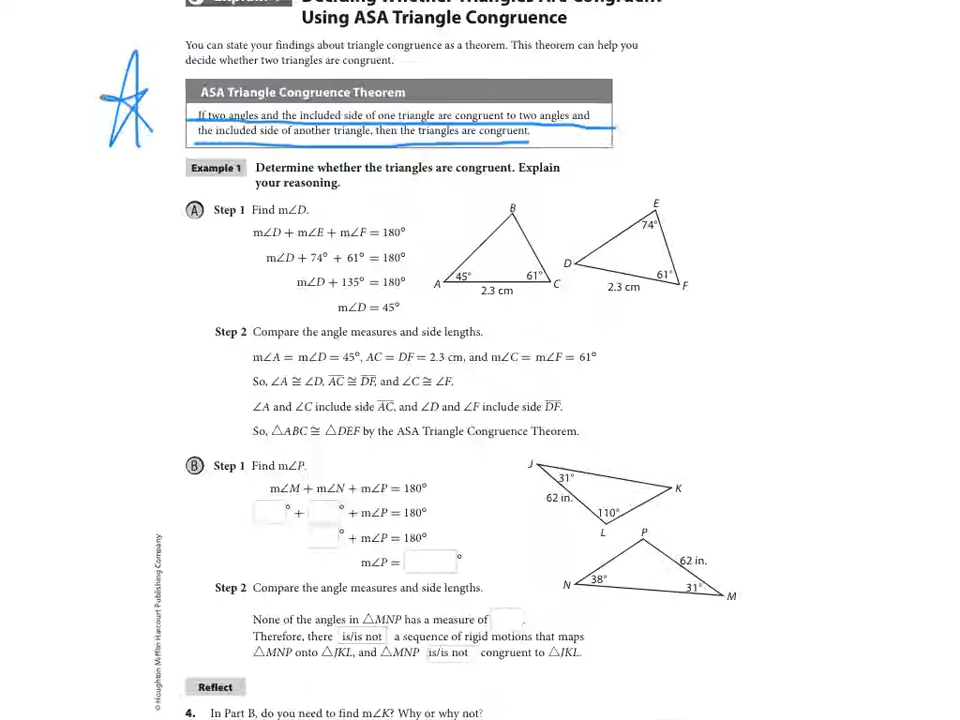 Using ASA Triangle Congruence
You can state your findings about triangle congruence as a theorem. This theorem can help you
decide whether two triangles are congruent.
ASA Triangle Congruence Theorem
If two angles and the included side of one triangle are congruent to two angles and
the included side of another triangle, then the triangles are congruent.
Example 1 Determine whether the triangles are congruent. Explain
your reasoning.
A Step 1 Find m∠D.
m∠D + m∠E + m∠F = 180°
m∠D + 74° + 61° = 180°
m∠D + 135° = 180°
m∠D = 45°
B
45° 61°
A C
2.3 cm
E
74°
D
61°
F
2.3 cm
Step 2 Compare the angle measures and side lengths.
m∠A = m∠D = 45°, AC = DF = 2.3 cm, and m∠C = m∠F = 61°
So, ∠A ≅ ∠D, A̅C̅ ≅ D̅F̅, and ∠C ≅ ∠F.
∠A and ∠C include side A̅C̅, and ∠D and ∠F include side D̅F̅.
So, △ABC ≅ △DEF by the ASA Triangle Congruence Theorem.
B Step 1 Find m∠P.
m∠M + m∠N + m∠P = 180°
° + ° + m∠P = 180°
° + m∠P = 180°
m∠P = °
J
31°
K
62 in.
110°
L
P
62 in.
N 38°
31°
M
Step 2 Compare the angle measures and side lengths.
None of the angles in △MNP has a measure of .
Therefore, there is/is not a sequence of rigid motions that maps
△MNP onto △JKL, and △MNP is/is not congruent to △JKL.
Reflect
4. In Part B, do you need to find m∠K? Why or why not?
© Houghton Mifflin Harcourt Publishing Company